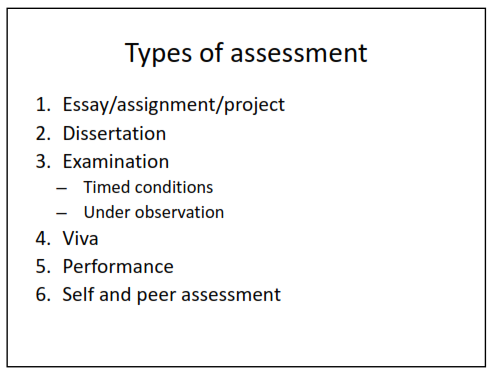 Types of assessment
1. Essay/assignment/project
2. Dissertation
3. Examination
– Timed conditions
– Under observation
4. Viva
5. Performance
6. Self and peer assessment